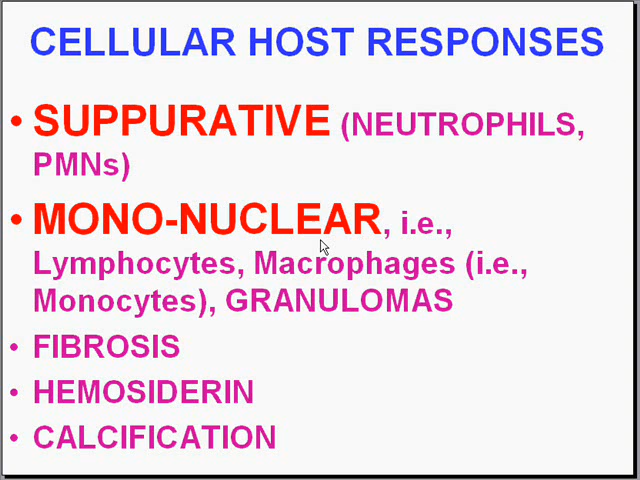 CELLULAR HOST RESPONSES
• SUPPURATIVE (NEUTROPHILS,
PMNs)
• MONO-NUCLEAR, i.e.,
Lymphocytes, Macrophages (i.e.,
Monocytes), GRANULOMAS
• FIBROSIS
• HEMOSIDERIN
• CALCIFICATION